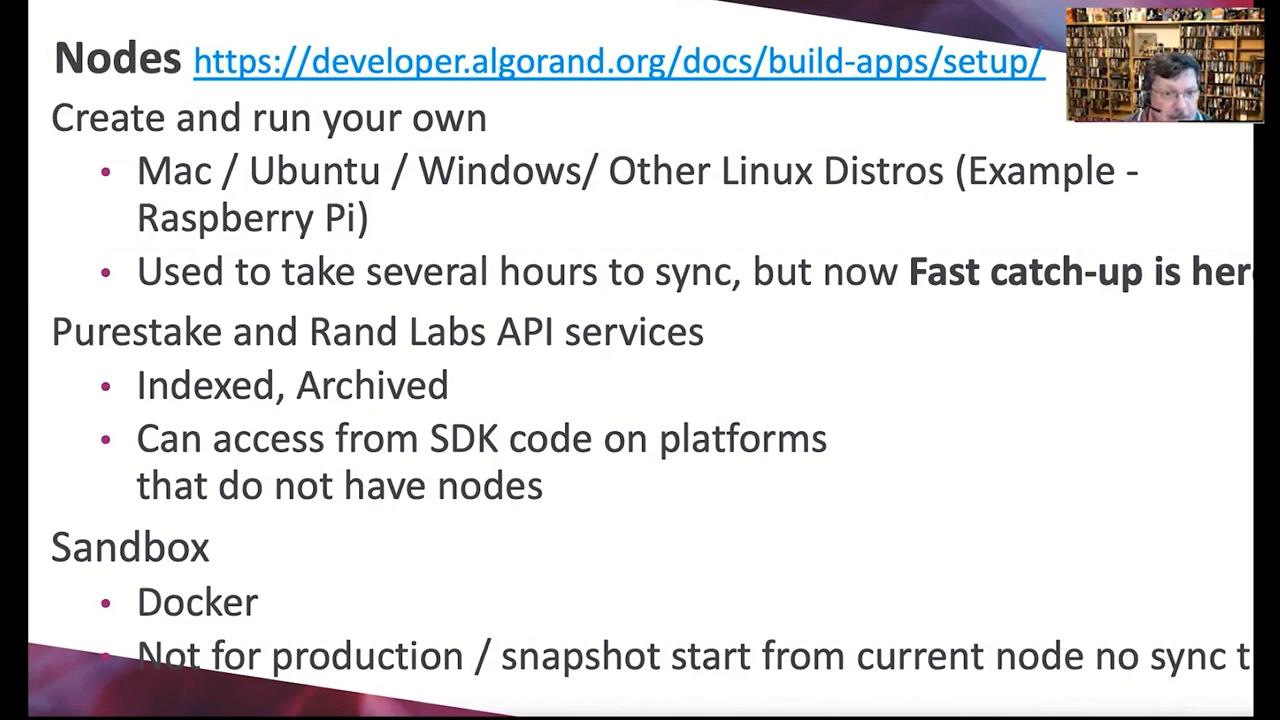 Nodes https://developer.algorand.org/docs/build-apps/setup/
Create and run your own
• Mac / Ubuntu / Windows/ Other Linux Distros (Example -
Raspberry Pi)
• Used to take several hours to sync, but now Fast catch-up is her
Purestake and Rand Labs API services
• Indexed, Archived
• Can access from SDK code on platforms
that do not have nodes
Sandbox
• Docker
• Not for production / snapshot start from current node no sync t